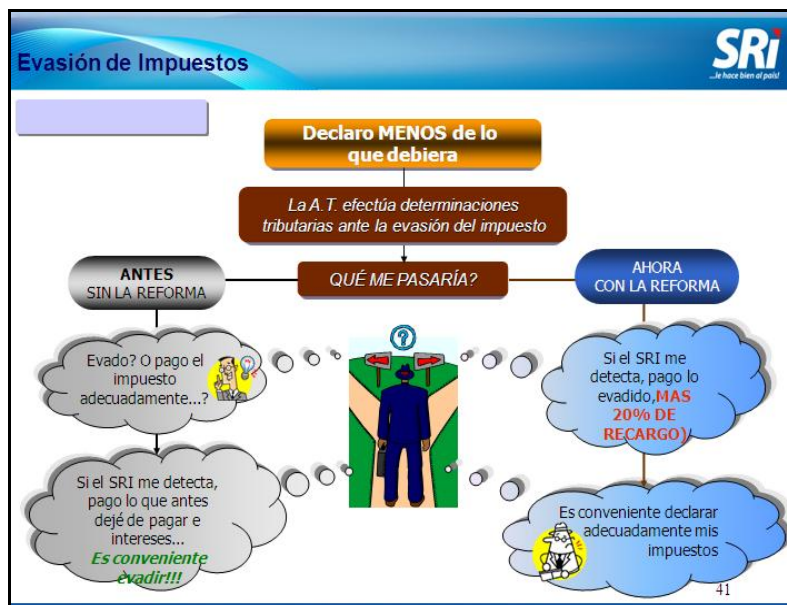 Evasión de Impuestos
SRi
...le hace bien al país!
Declaro MENOS de lo
que debiera
La A.T. efectúa determinaciones
tributarias ante la evasión del impuesto
ANTES
SIN LA REFORMA
QUÉ ME PASARÍA?
AHORA
CON LA REFORMA
Evado? O pago el
impuesto
adecuadamente...?
?
Si el SRI me
detecta, pago lo
evadido,MAS
20% DE
RECARGO)
Si el SRI me detecta,
pago lo que antes
dejé de pagar e
intereses...
Es conveniente
evadir!!!
Es conveniente declarar
adecuadamente mis
impuestos
41